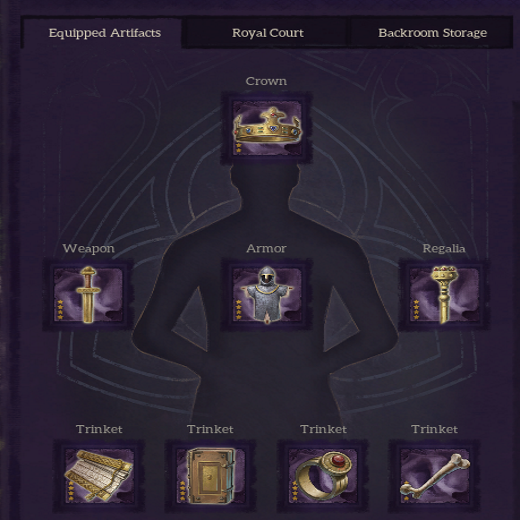 Equipped Artifacts Royal Court Backroom Storage
Crown
Weapon Armor Regalia
Trinket Trinket Trinket Trinket